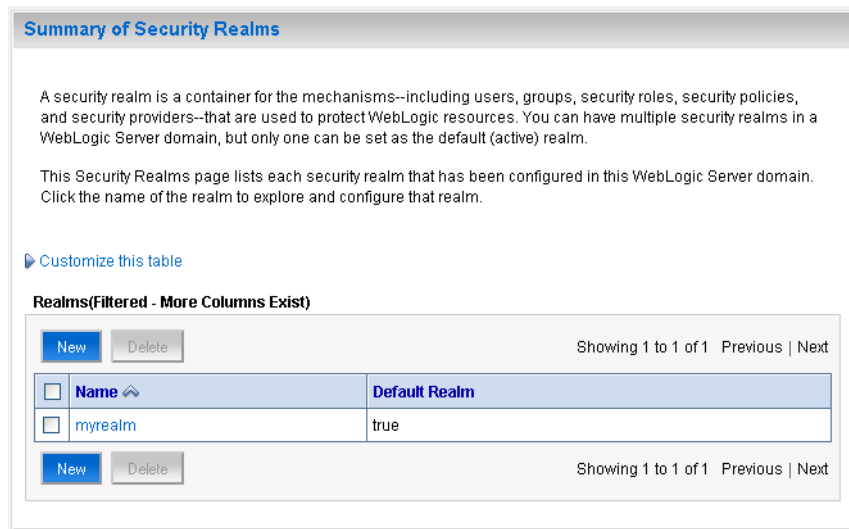 Summary of Security Realms
A security realm is a container for the mechanisms--including users, groups, security roles, security policies,
and security providers--that are used to protect WebLogic resources. You can have multiple security realms in a
WebLogic Server domain, but only one can be set as the default (active) realm.
This Security Realms page lists each security realm that has been configured in this WebLogic Server domain.
Click the name of the realm to explore and configure that realm.
Customize this table
Realms(Filtered - More Columns Exist)
New Delete Showing 1 to 1 of 1 Previous | Next
Name Default Realm
myrealm true
New Delete Showing 1 to 1 of 1 Previous | Next